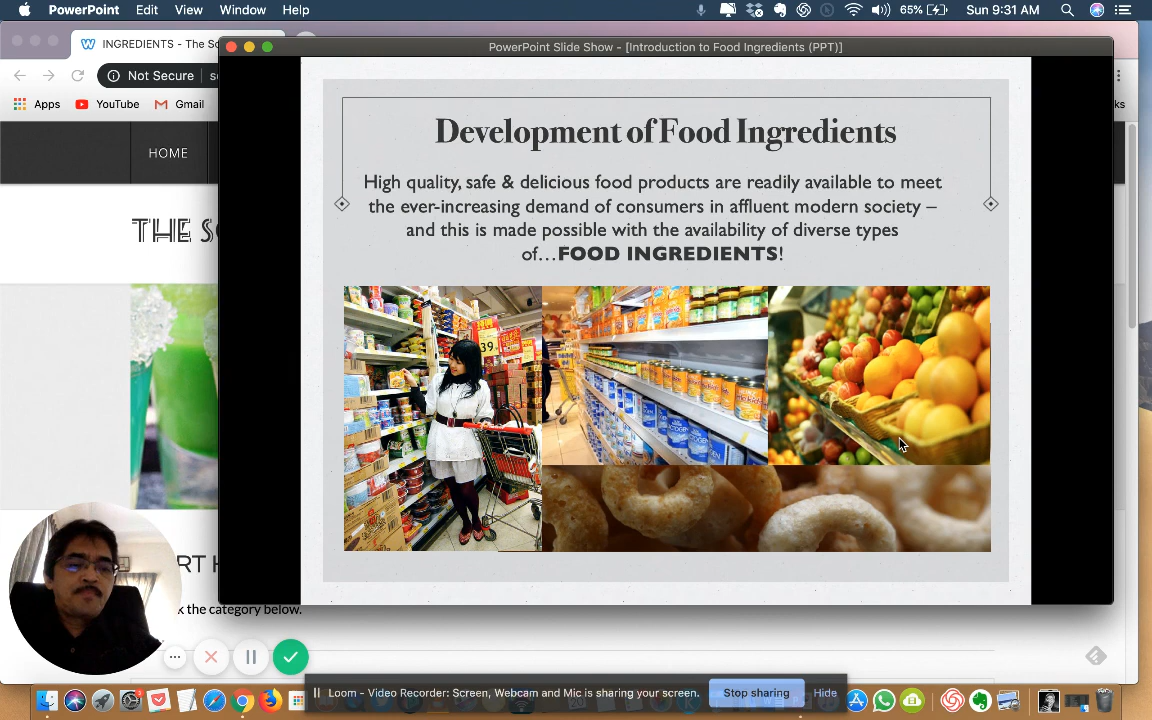 PowerPoint Edit View Window Help 65% Sun 9:31 AM
INGREDIENTS - The Sc
PowerPoint Slide Show - [Introduction to Food Ingredients (PPT)]
Not Secure
Apps YouTube Gmail
HOME
THE
Development of Food Ingredients
High quality, safe & delicious food products are readily available to meet
the ever-increasing demand of consumers in affluent modern society –
and this is made possible with the availability of diverse types
of…FOOD INGREDIENTS!
39
k the category below.
Loom - Video Recorder: Screen, Webcam and Mic is sharing your screen. Stop sharing Hide